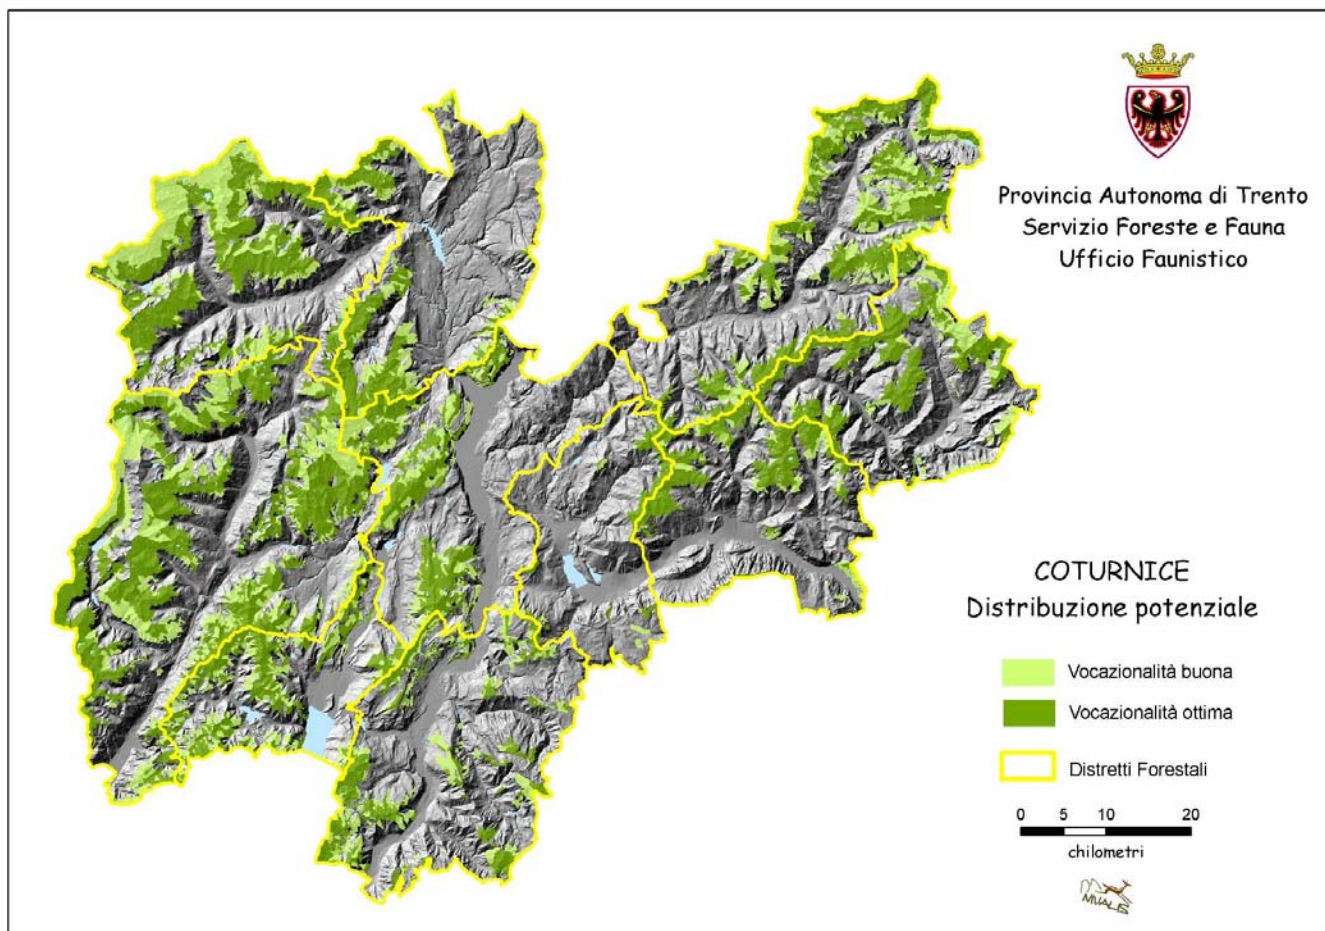 Provincia Autonoma di Trento
Servizio Foreste e Fauna
Ufficio Faunistico
COTURNICE
Distribuzione potenziale
Vocazionalità buona
Vocazionalità ottima
Distretti Forestali
0 5 10 20
chilometri